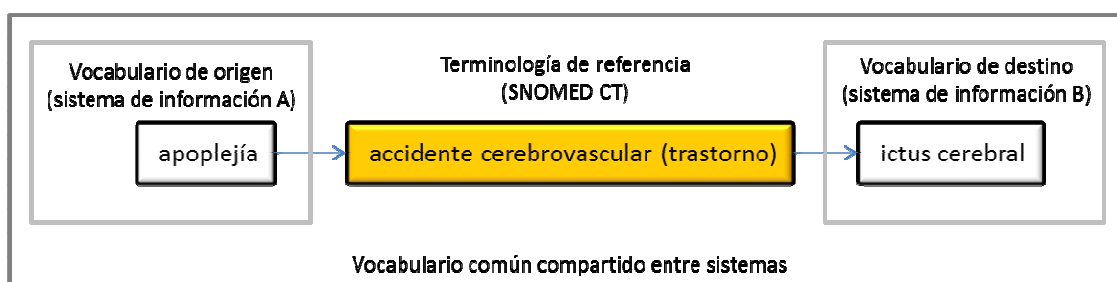 Vocabulario de origen
(sistema de información A)
apoplejía
Terminología de referencia
(SNOMED CT)
accidente cerebrovascular (trastorno)
Vocabulario de destino
(sistema de información B)
ictus cerebral
Vocabulario común compartido entre sistemas